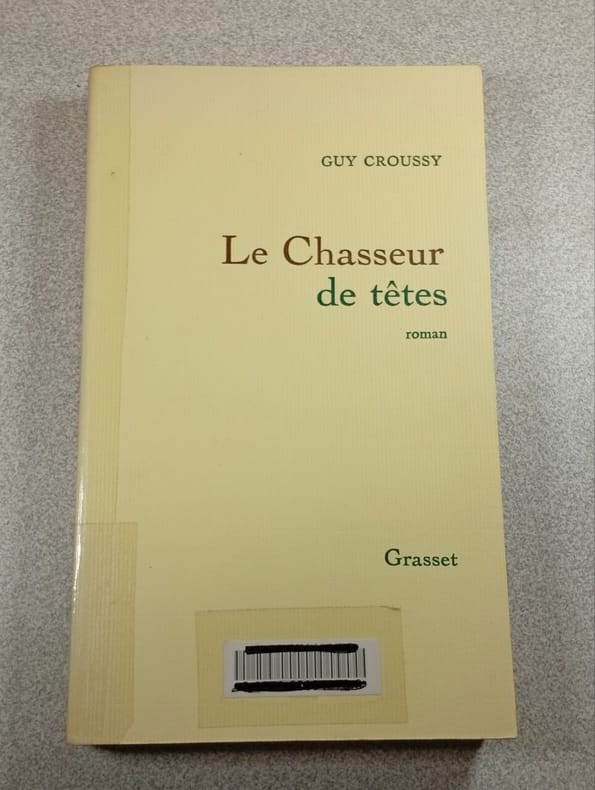 GUY CROUSSY
Le Chasseur
de têtes
roman
Grasset